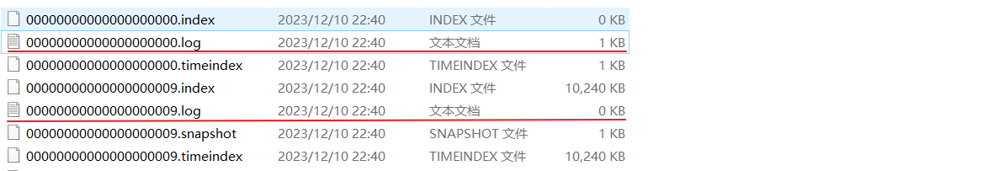 00000000000000000000.index 2023/12/10 22:40 INDEX 文件 0 KB
00000000000000000000.log 2023/12/10 22:40 文本文档 1 KB
00000000000000000000.timeindex 2023/12/10 22:40 TIMEINDEX 文件 1 KB
00000000000000000009.index 2023/12/10 22:40 INDEX 文件 10,240 KB
00000000000000000009.log 2023/12/10 22:40 文本文档 0 KB
00000000000000000009.snapshot 2023/12/10 22:40 SNAPSHOT 文件 1 KB
00000000000000000009.timeindex 2023/12/10 22:40 TIMEINDEX 文件 10,240 KB